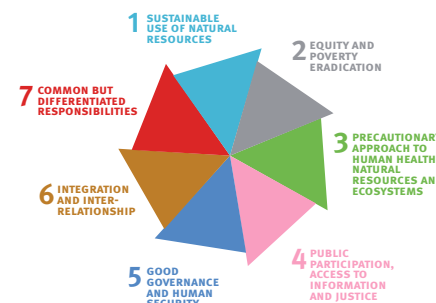 1 SUSTAINABLE
USE OF NATURAL
RESOURCES
2 EQUITY AND
POVERTY
ERADICATION
3 PRECAUTIONAR
APPROACH TO
HUMAN HEALTH
NATURAL
RESOURCES AN
ECOSYSTEMS
4 PUBLIC
PARTICIPATION,
ACCESS TO
INFORMATION
AND JUSTICE
5 GOOD
GOVERNANCE
AND HUMAN
SECURITY
6 INTEGRATION
AND INTER-
RELATIONSHIP
7 COMMON BUT
DIFFERENTIATED
RESPONSIBILITIES